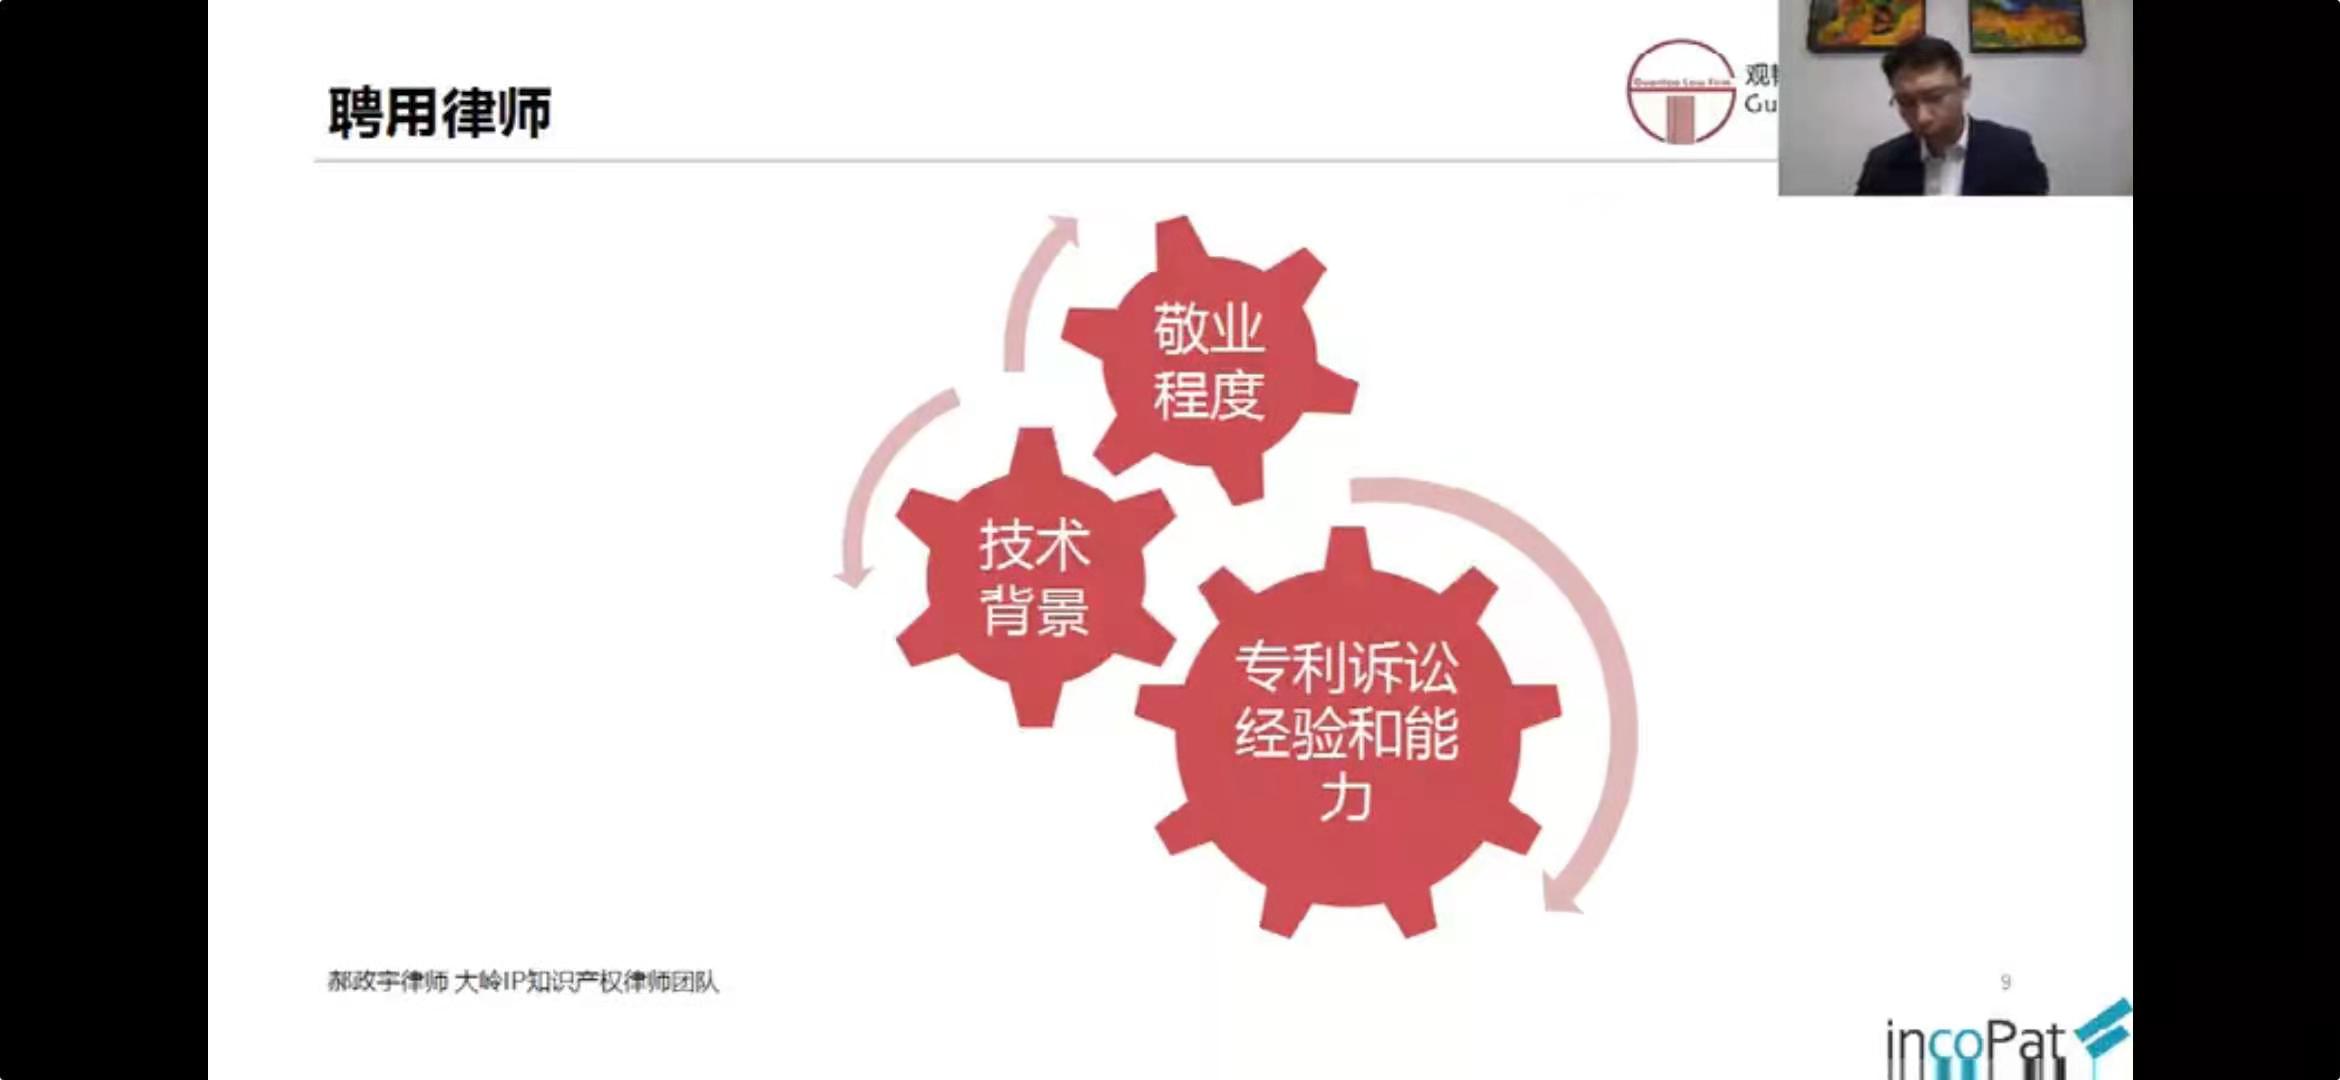 聘用律师
Guantao Law Firm
观
Gu
敬业
程度
技术
背景
专利诉讼
经验和能
力
郝政宇律师 大岭IP知识产权律师团队
9
incoPat